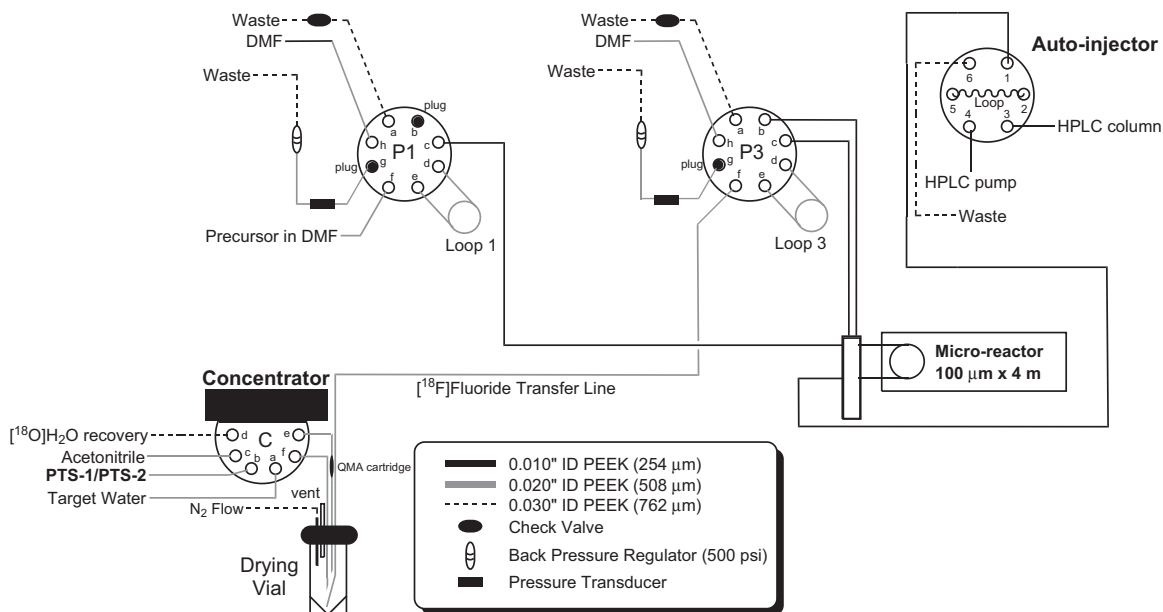 Waste
DMF
Waste
plug
a
b
h
P1
c
plug
g
d
f
e
Precursor in DMF
Loop 1
Waste
DMF
Waste
a
b
h
P3
c
plug
g
d
f
e
Loop 3
Auto-injector
6
1
Loop
5
2
4
3
HPLC column
HPLC pump
Waste
Micro-reactor
100 μm x 4 m
[18F]Fluoride Transfer Line
Concentrator
[18O]H2O recovery
d
C
e
Acetonitrile
c
b
a
f
PTS-1/PTS-2
QMA cartridge
Target Water
vent
N2 Flow
Drying
Vial
0.010" ID PEEK (254 μm)
0.020" ID PEEK (508 μm)
0.030" ID PEEK (762 μm)
Check Valve
Back Pressure Regulator (500 psi)
Pressure Transducer